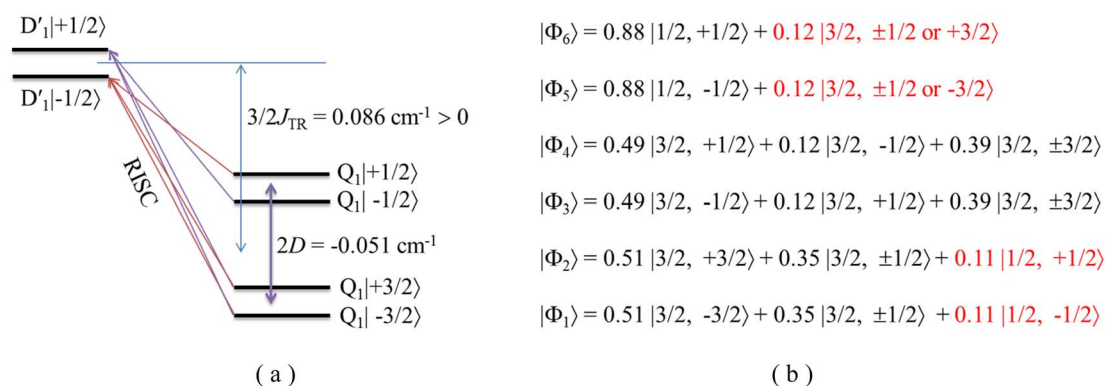 D′₁|+1/2⟩
D′₁|-1/2⟩
3/2J_TR = 0.086 cm⁻¹ > 0
RISC
Q₁|+1/2⟩
Q₁| -1/2⟩
2D = -0.051 cm⁻¹
Q₁|+3/2⟩
Q₁| -3/2⟩
( a )
|Φ₆⟩ = 0.88 |1/2, +1/2⟩ + 0.12 |3/2, ±1/2 or +3/2⟩
|Φ₅⟩ = 0.88 |1/2, -1/2⟩ + 0.12 |3/2, ±1/2 or -3/2⟩
|Φ₄⟩ = 0.49 |3/2, +1/2⟩ + 0.12 |3/2, -1/2⟩ + 0.39 |3/2, ±3/2⟩
|Φ₃⟩ = 0.49 |3/2, -1/2⟩ + 0.12 |3/2, +1/2⟩ + 0.39 |3/2, ±3/2⟩
|Φ₂⟩ = 0.51 |3/2, +3/2⟩ + 0.35 |3/2, ±1/2⟩ + 0.11 |1/2, +1/2⟩
|Φ₁⟩ = 0.51 |3/2, -3/2⟩ + 0.35 |3/2, ±1/2⟩ + 0.11 |1/2, -1/2⟩
( b )